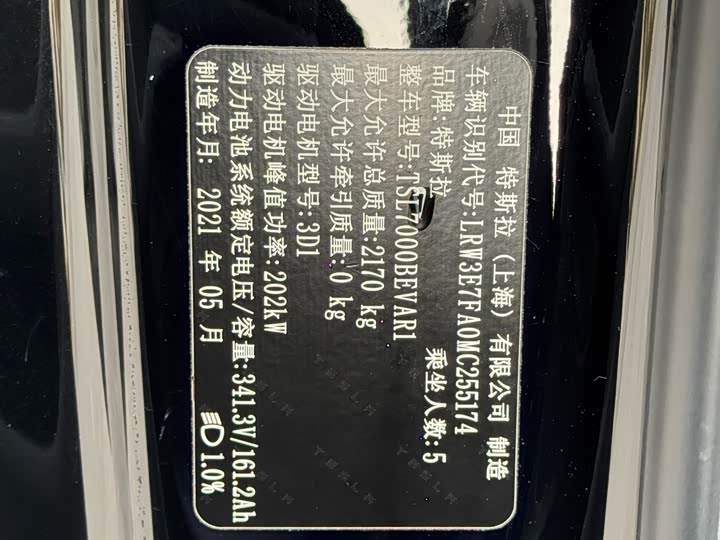 中国 特斯拉（上海）有限公司 制造
车辆识别代号:LRW3E7FA0MC255174
品牌:特斯拉 乘坐人数:5
整车型号:TSL7000BEVAR1
最大允许总质量:2170 kg
最大允许牵引质量:0 kg
驱动电机型号:3D1
驱动电机峰值功率:202kW
动力电池系统额定电压/容量:341.3V/161.2Ah
制造年月: 2021 年 05 月 1.0%
TESLA
TESLA
TESLA